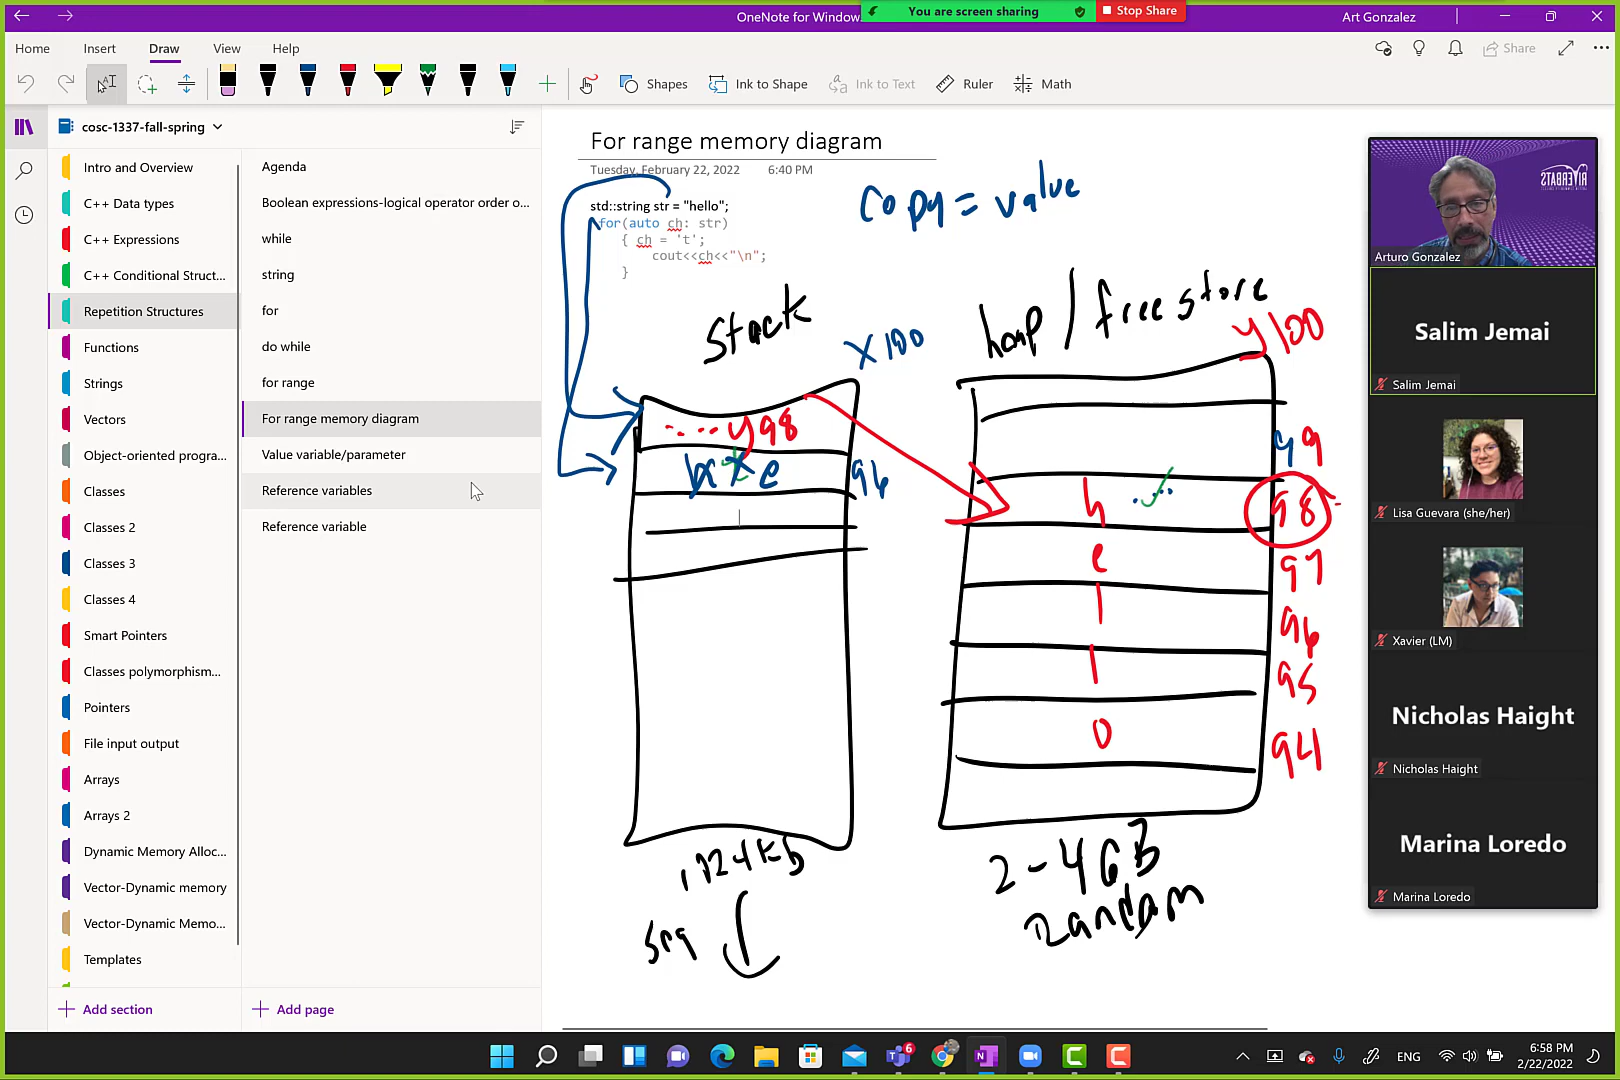 OneNote for Window...
You are screen sharing
Stop Share
Art Gonzalez
Home
Insert
Draw
View
Help
Share
Shapes
Ink to Shape
Ink to Text
Ruler
Math
cosc-1337-fall-spring
Intro and Overview
C++ Data types
C++ Expressions
C++ Conditional Struct...
Repetition Structures
Functions
Strings
Vectors
Object-oriented progra...
Classes
Classes 2
Classes 3
Classes 4
Smart Pointers
Classes polymorphism...
Pointers
File input output
Arrays
Arrays 2
Dynamic Memory Alloc...
Vector-Dynamic memory
Vector-Dynamic Memo...
Templates
Add section
Agenda
Boolean expressions-logical operator order o...
while
string
for
do while
for range
For range memory diagram
Value variable/parameter
Reference variables
Reference variable
Add page
For range memory diagram
Tuesday, February 22, 2022
6:40 PM
std::string str = "hello";
for(auto ch: str)
{ ch = 't';
cout<<ch<<"\n";
}
copy = value
Stack
X100
.... y98
e
96
1024kb
seq
heap / free store
y100
99
h
98
e
97
l
96
l
95
o
94
2-4GB
Random
RIVERBATS
Arturo Gonzalez
Salim Jemai
Salim Jemai
Lisa Guevara (she/her)
Xavier (LM)
Nicholas Haight
Nicholas Haight
Marina Loredo
Marina Loredo
6
ENG
6:58 PM
2/22/2022